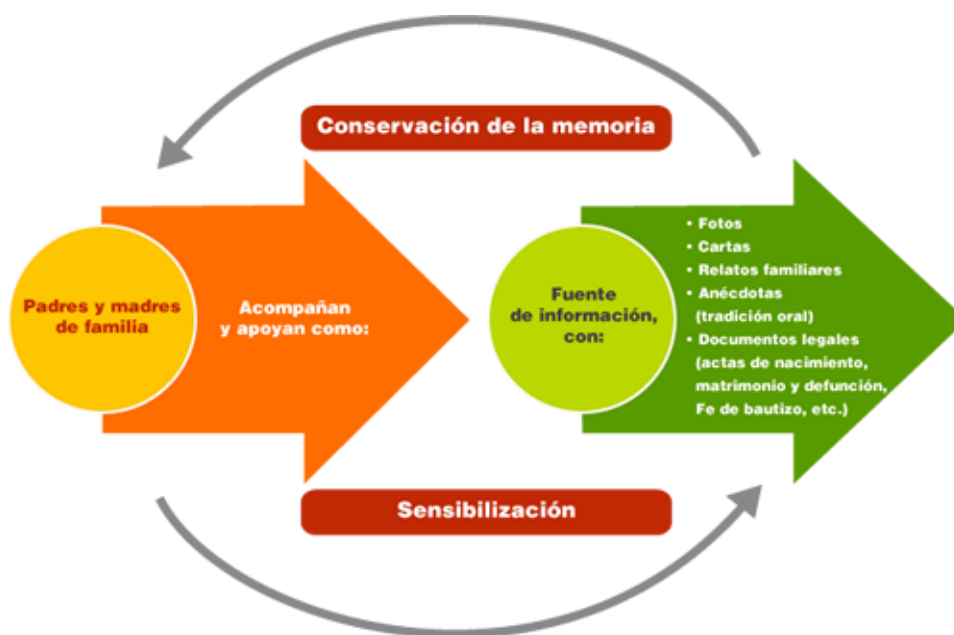 Conservación de la memoria
Padres y madres
de familia
Acompañan
y apoyan como:
Fuente
de información,
con:
• Fotos
• Cartas
• Relatos familiares
• Anécdotas
(tradición oral)
• Documentos legales
(actas de nacimiento,
matrimonio y defunción,
Fe de bautizo, etc.)
Sensibilización